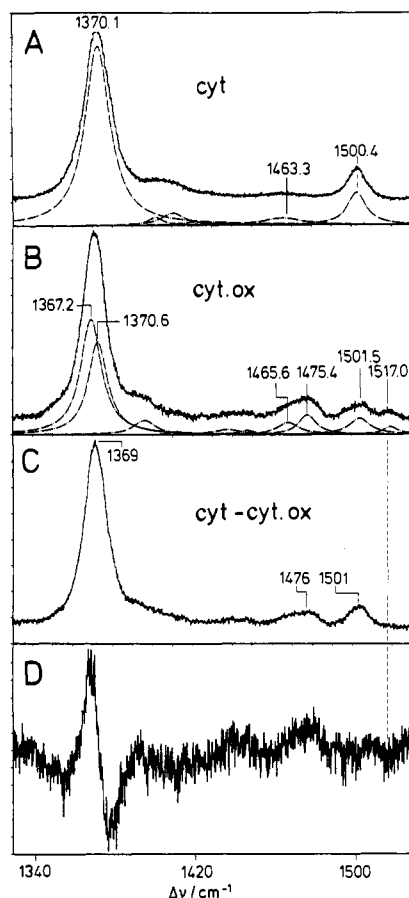 1370.1
A
cyt
1463.3
1500.4
B
cyt.ox
1367.2
1370.6
1465.6
1475.4
1501.5
1517.0
C
1369
cyt - cyt.ox
1476
1501
D
1340
1420
1500
Δν / cm⁻¹